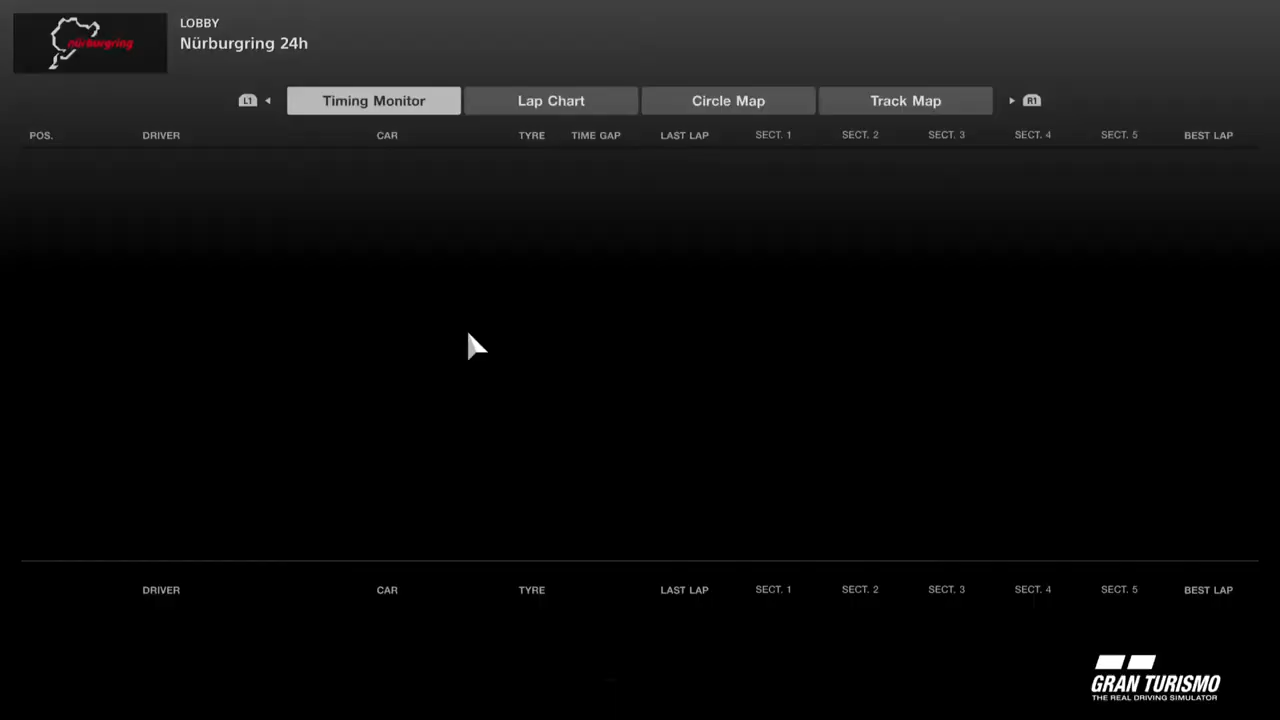 nürburgring
LOBBY
Nürburgring 24h
L1 Timing Monitor Lap Chart Circle Map Track Map R1
POS. DRIVER CAR TYRE TIME GAP LAST LAP SECT. 1 SECT. 2 SECT. 3 SECT. 4 SECT. 5 BEST LAP
DRIVER CAR TYRE LAST LAP SECT. 1 SECT. 2 SECT. 3 SECT. 4 SECT. 5 BEST LAP
GRAN TURISMO
THE REAL DRIVING SIMULATOR